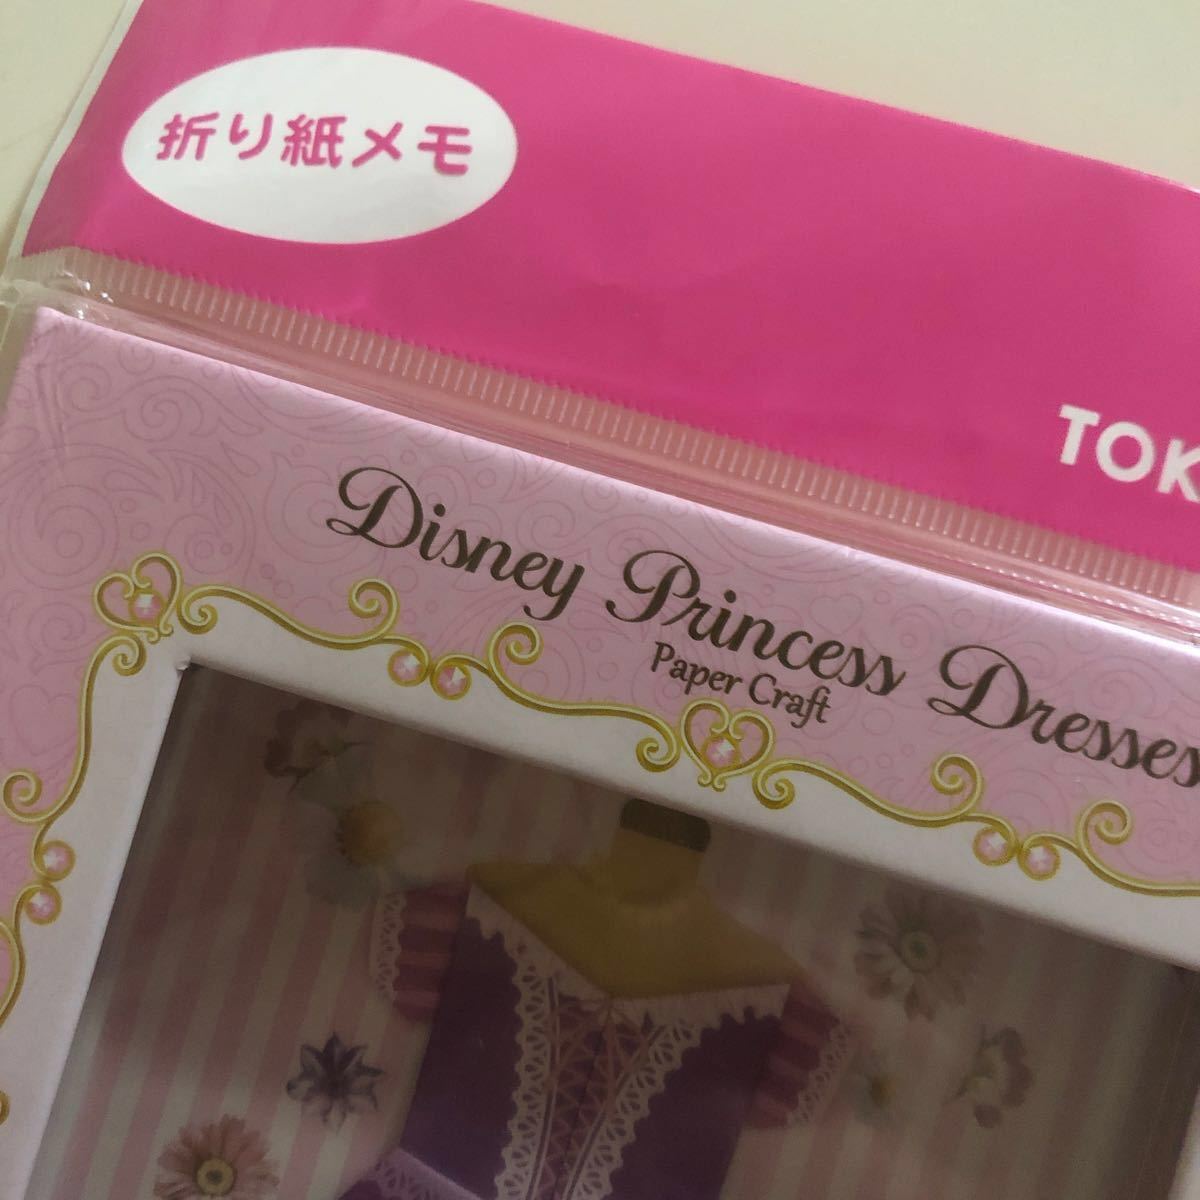 折り紙メモ
TOK
Disney Princess Dresses
Paper Craft